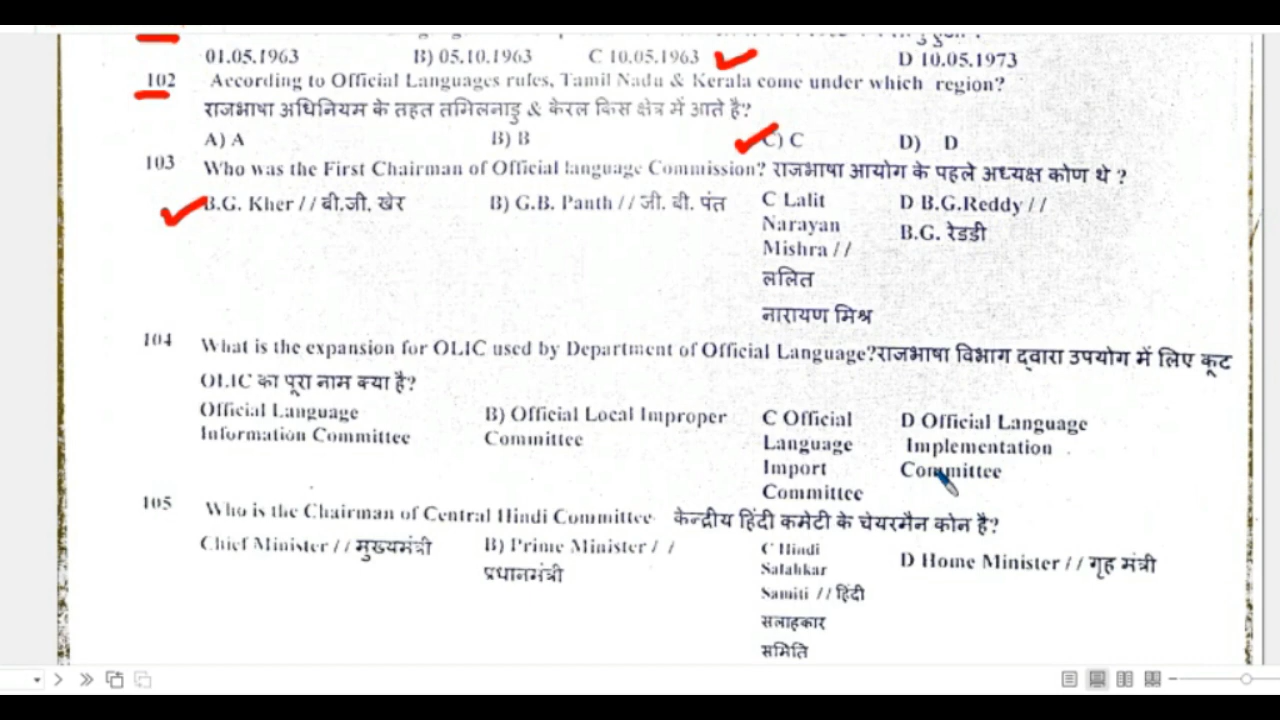 01.05.1963 B) 05.10.1963 C 10.05.1963 D 10.05.1973
102 According to Official Languages rules, Tamil Nadu & Kerala come under which region?
राजभाषा अधिनियम के तहत तमिलनाडु & केरल किस क्षेत्र में आते है?
A) A B) B C) C D) D
103 Who was the First Chairman of Official language Commission? राजभाषा आयोग के पहले अध्यक्ष कोण थे ?
B.G. Kher // बी.जी. खेर B) G.B. Panth // जी. बी. पंत C Lalit D B.G.Reddy //
Narayan B.G. रेडडी
Mishra //
ललित
नारायण मिश्र
104 What is the expansion for OLIC used by Department of Official Language?राजभाषा विभाग द्वारा उपयोग में लिए कूट
OLIC का पूरा नाम क्या है?
Official Language B) Official Local Improper C Official D Official Language
Information Committee Committee Language Implementation
Import Committee
Committee
105 Who is the Chairman of Central Hindi Committee केन्द्रीय हिंदी कमेटी के चेयरमैन कोन है?
Chief Minister // मुख्यमंत्री B) Prime Minister // C Hindi D Home Minister // गृह मंत्री
प्रधानमंत्री Salahkar
Samiti // हिंदी
सलाहकार
समिति